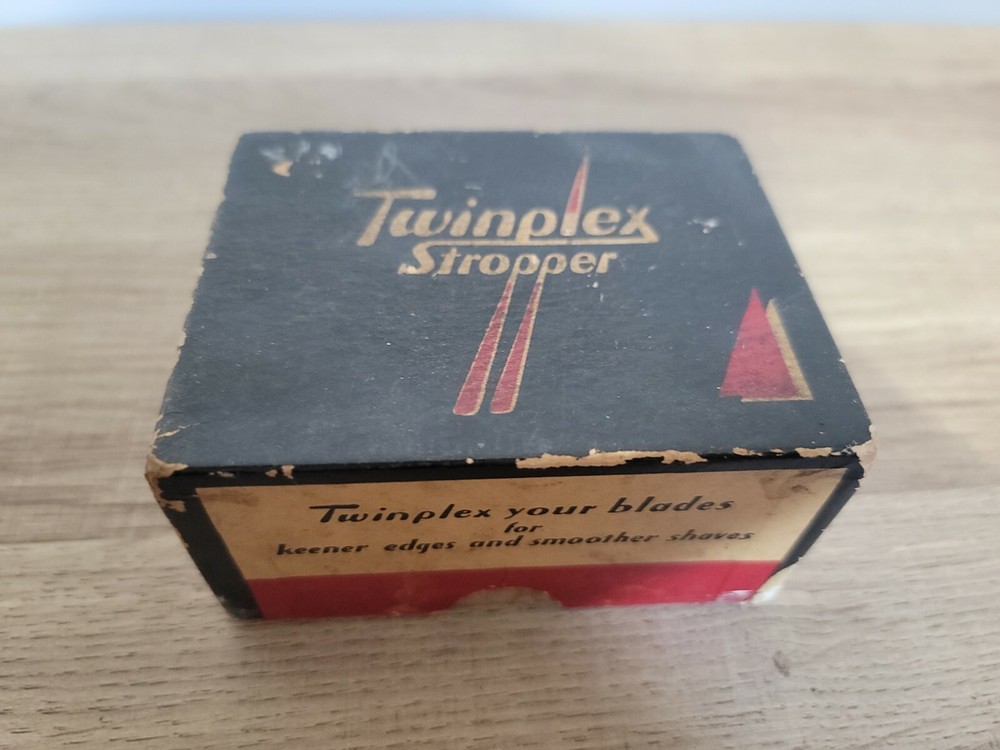 Twinplex
Stropper
Twinplex your blades
for
keener edges and smoother shaves